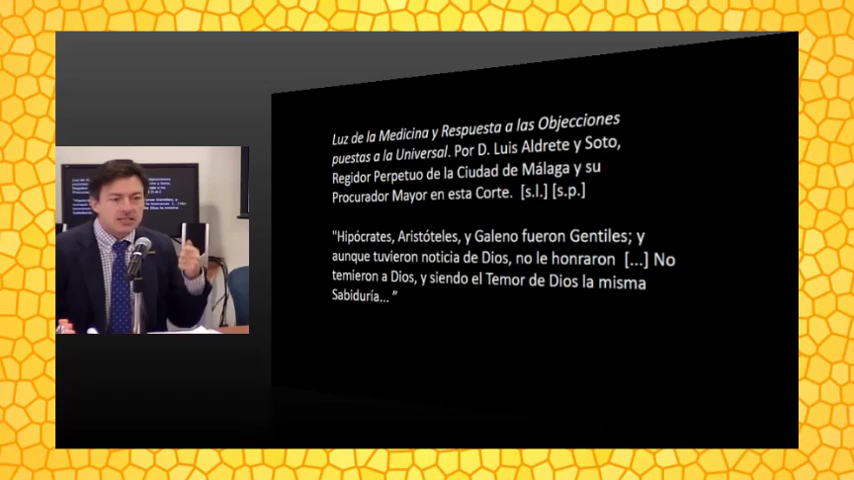 Luz de la Medicina y Respuesta a las Objecciones
puestas a la Universal. Por D. Luis Aldrete y Soto,
Regidor Perpetuo de la Ciudad de Málaga y su
Procurador Mayor en esta Corte. [s.l.] [s.p.]
"Hipócrates, Aristóteles, y Galeno fueron Gentiles; y
aunque tuvieron noticia de Dios, no le honraron [...] No
temieron a Dios, y siendo el Temor de Dios la misma
Sabiduría... "